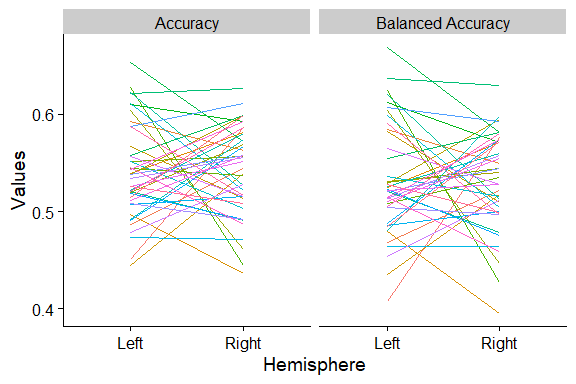 Accuracy
Balanced Accuracy
Values
0.6
0.5
0.4
Left
Right
Left
Right
Hemisphere